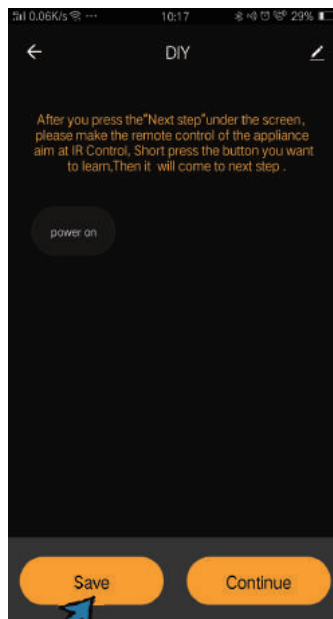 0.06K/s ... 10:17 29%
DIY
After you press the"Next step"under the screen,
please make the remote control of the appliance
aim at IR Control, Short press the button you want
to learn,Then it will come to next step .
power on
Save Continue